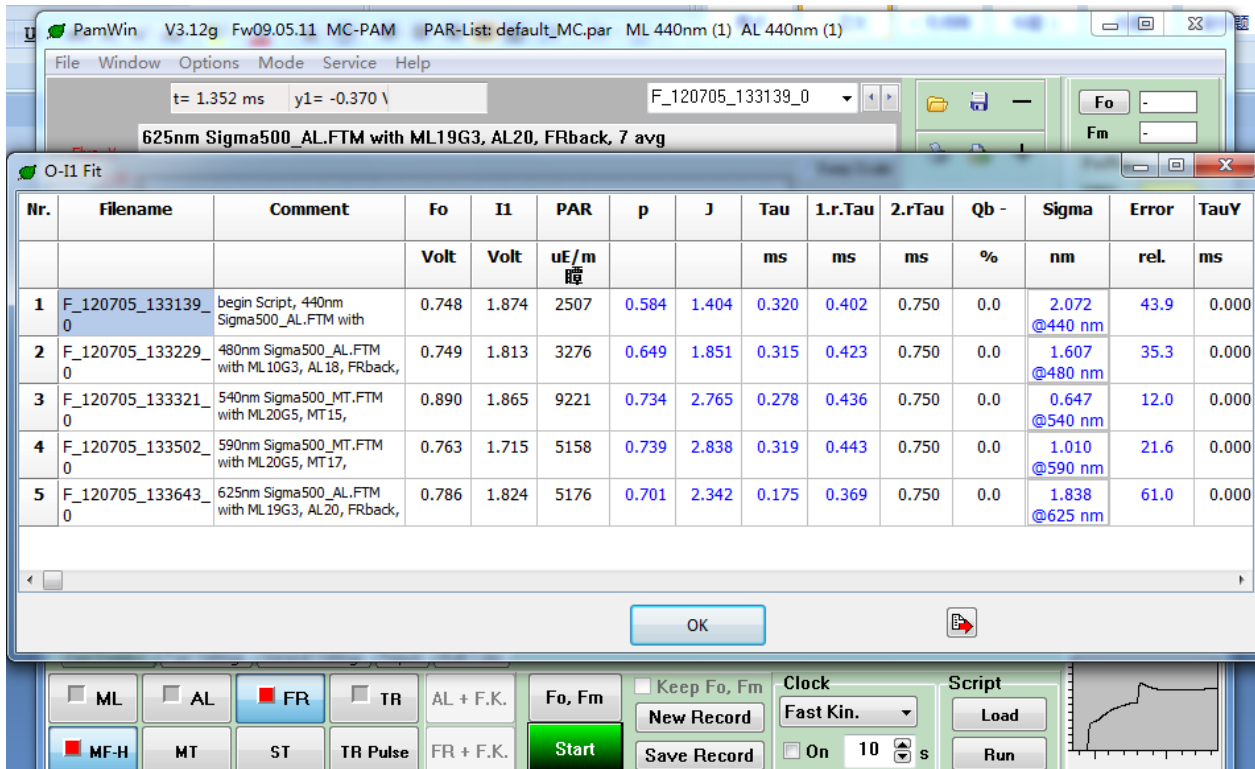 PamWin V3.12g Fw09.05.11 MC-PAM PAR-List: default_MC.par ML 440nm (1) AL 440nm (1)
File Window Options Mode Service Help
t= 1.352 ms y1= -0.370 V F_120705_133139_0
Fo -
625nm Sigma500_AL.FTM with ML19G3, AL20, FRback, 7 avg
Fm -
O-I1 Fit
Nr. Filename Comment Fo I1 PAR p J Tau 1.r.Tau 2.rTau Qb - Sigma Error TauY
Volt Volt uE/m ms ms ms % nm rel. ms
1 F_120705_133139_0 begin Script, 440nm Sigma500_AL.FTM with 0.748 1.874 2507 0.584 1.404 0.320 0.402 0.750 0.0 2.072 @440 nm 43.9 0.000
2 F_120705_133229_0 480nm Sigma500_AL.FTM with ML10G3, AL18, FRback, 0.749 1.813 3276 0.649 1.851 0.315 0.423 0.750 0.0 1.607 @480 nm 35.3 0.000
3 F_120705_133321_0 540nm Sigma500_MT.FTM with ML20G5, MT15, 0.890 1.865 9221 0.734 2.765 0.278 0.436 0.750 0.0 0.647 @540 nm 12.0 0.000
4 F_120705_133502_0 590nm Sigma500_MT.FTM with ML20G5, MT17, 0.763 1.715 5158 0.739 2.838 0.319 0.443 0.750 0.0 1.010 @590 nm 21.6 0.000
5 F_120705_133643_0 625nm Sigma500_AL.FTM with ML19G3, AL20, FRback, 0.786 1.824 5176 0.701 2.342 0.175 0.369 0.750 0.0 1.838 @625 nm 61.0 0.000
OK
ML AL FR TR AL + F.K. Fo, Fm Keep Fo, Fm Clock Script
New Record Fast Kin. Load
MF-H MT ST TR Pulse FR + F.K. Start Save Record On 10 s Run